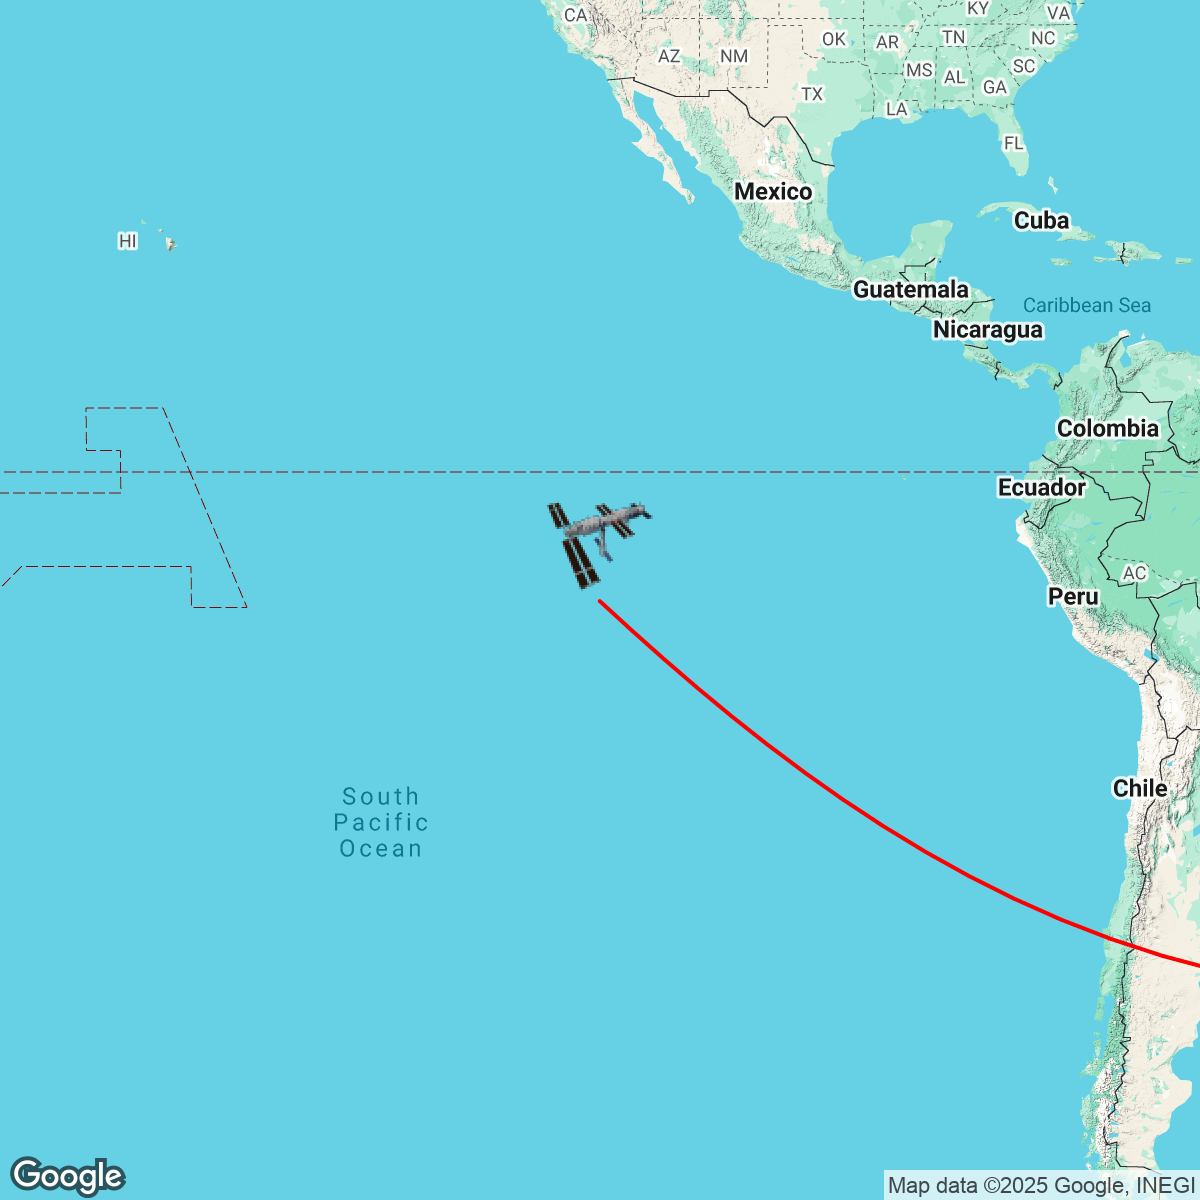 CA
KY
VA
OK
AR
TN
NC
AZ
NM
MS
AL
SC
GA
TX
LA
FL
Mexico
Cuba
HI
Guatemala
Caribbean Sea
Nicaragua
Colombia
Ecuador
AC
Peru
Chile
South
Pacific
Ocean
Google
Map data ©2025 Google, INEGI